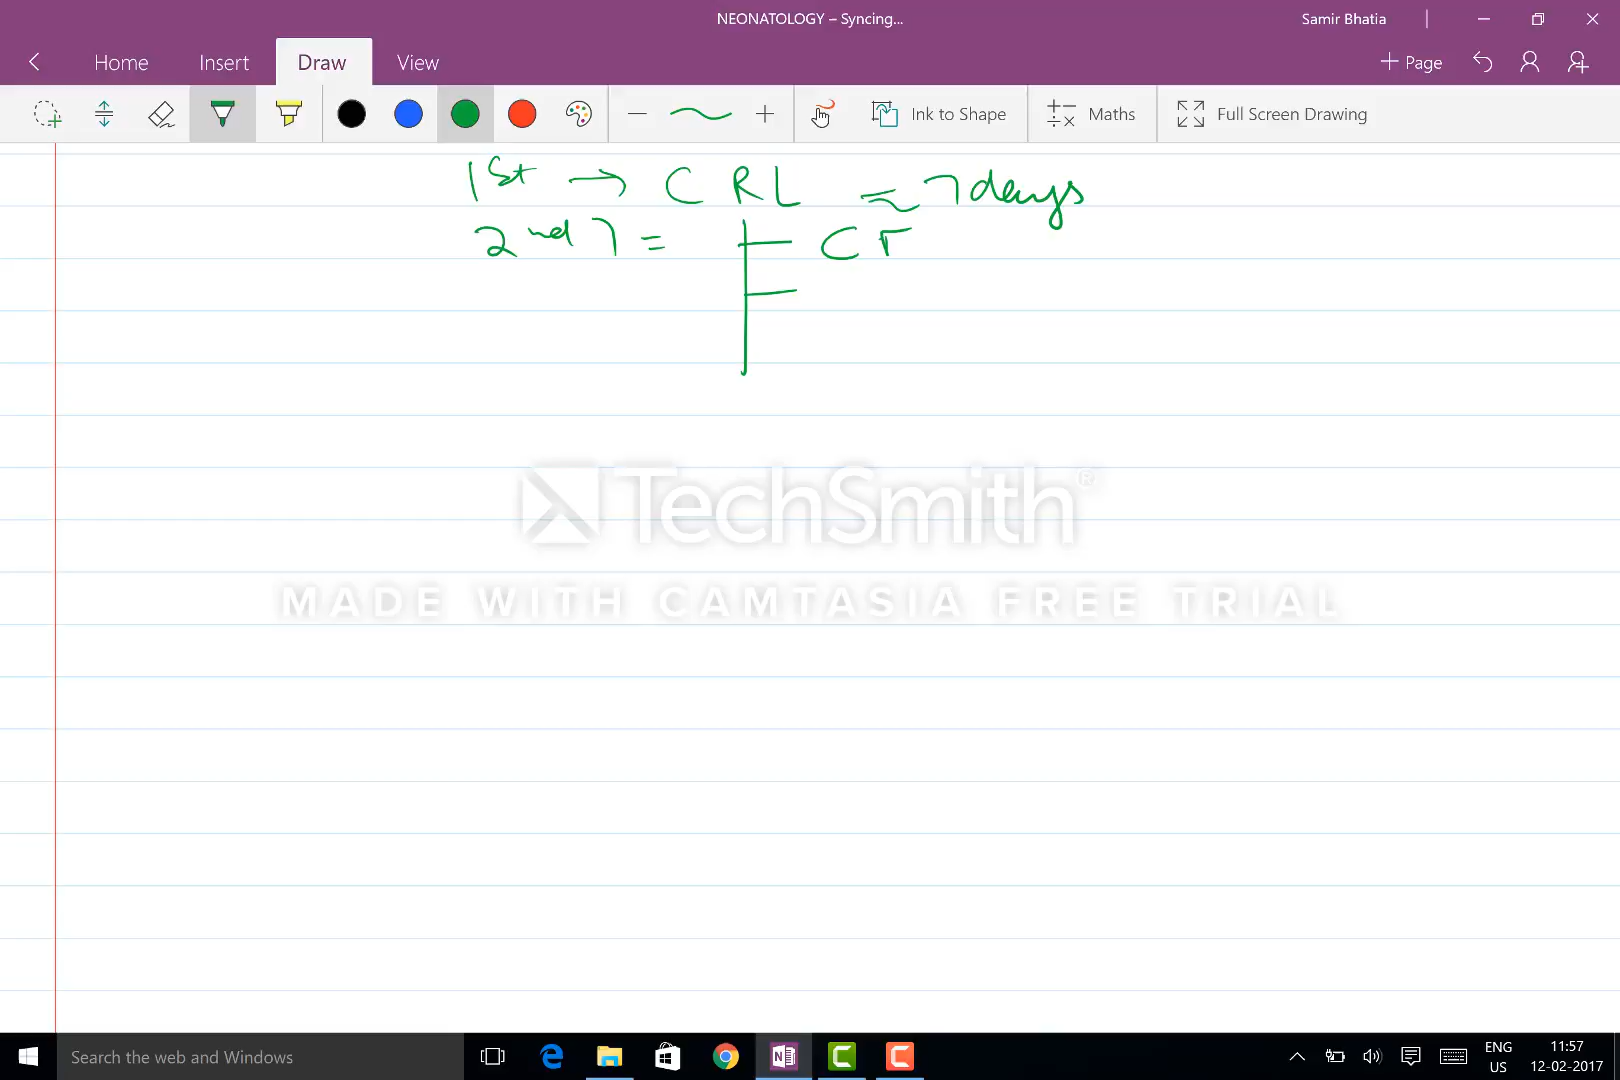 NEONATOLOGY – Syncing...
Samir Bhatia
Home Insert Draw View
+ Page
Ink to Shape Maths Full Screen Drawing
1st → CRL ≈ 7 days
2nd 7 =
TechSmith®
MADE WITH CAMTASIA FREE TRIAL
Search the web and Windows
ENG
US
11:57
12-02-2017